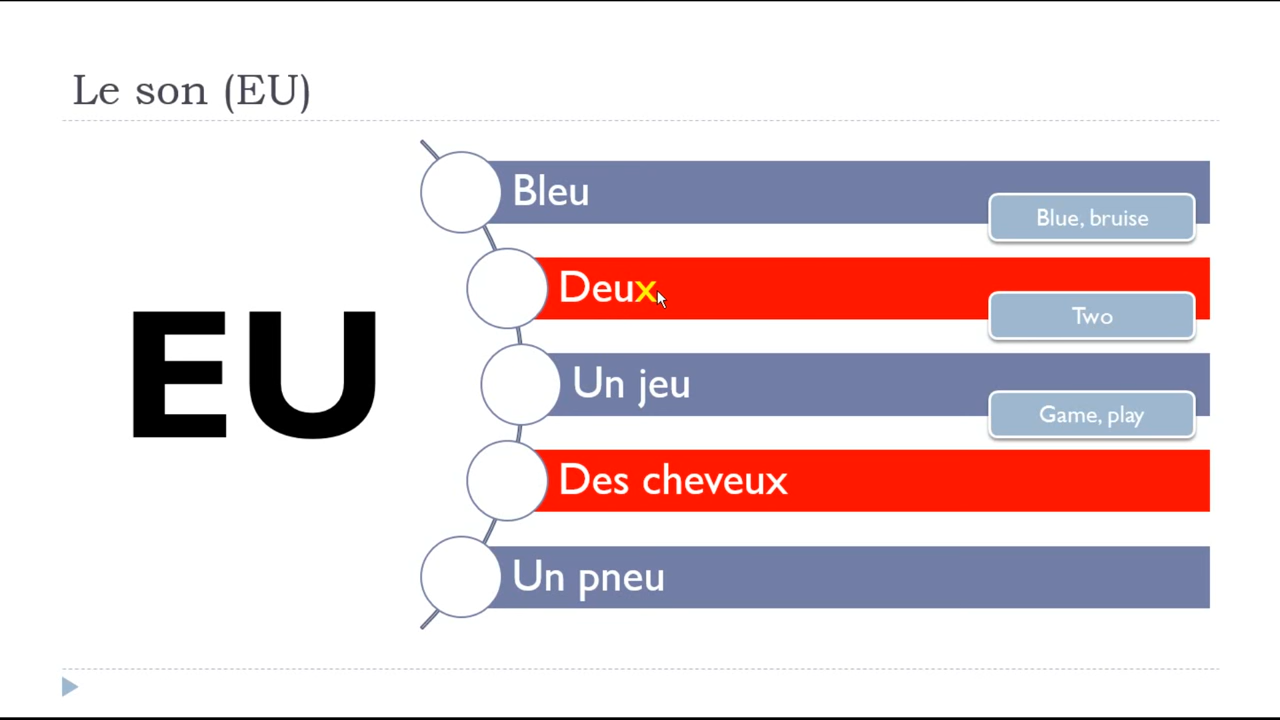 Le son (EU)
EU
Bleu
Blue, bruise
Deux
Two
Un jeu
Game, play
Des cheveux
Un pneu